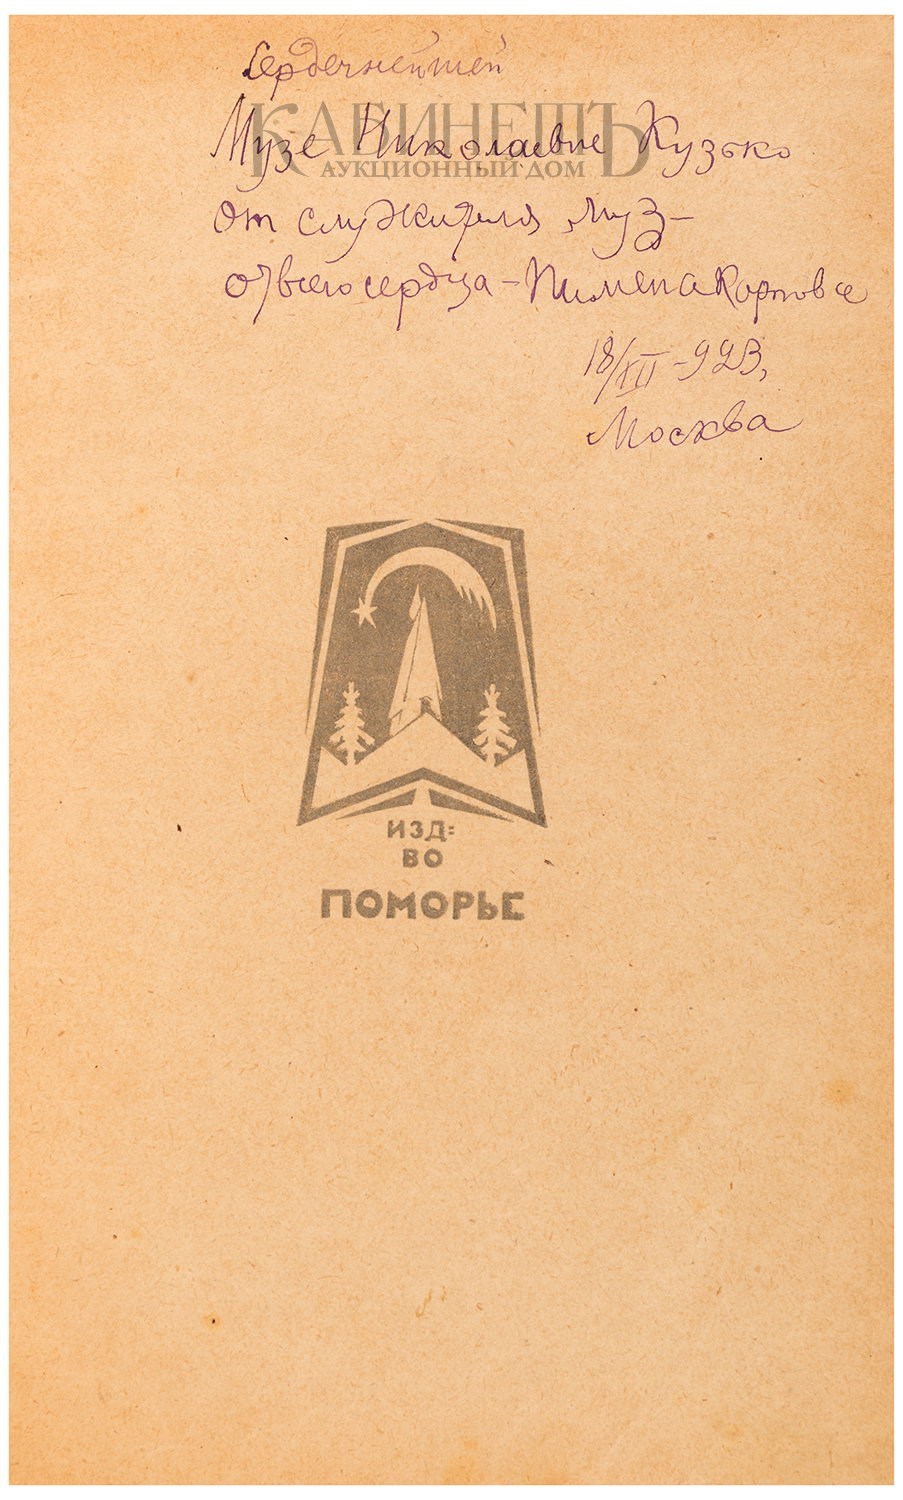 Сердечнейшей
Музе Николаевне Кузько
КАБИНЕТЪ
АУКЦИОННЫЙ ДОМ
от служителя муз –
от всего сердца – Пимена Карпова
18/XII – 923,
Москва
ИЗД:
ВО
ПОМОРЬЕ